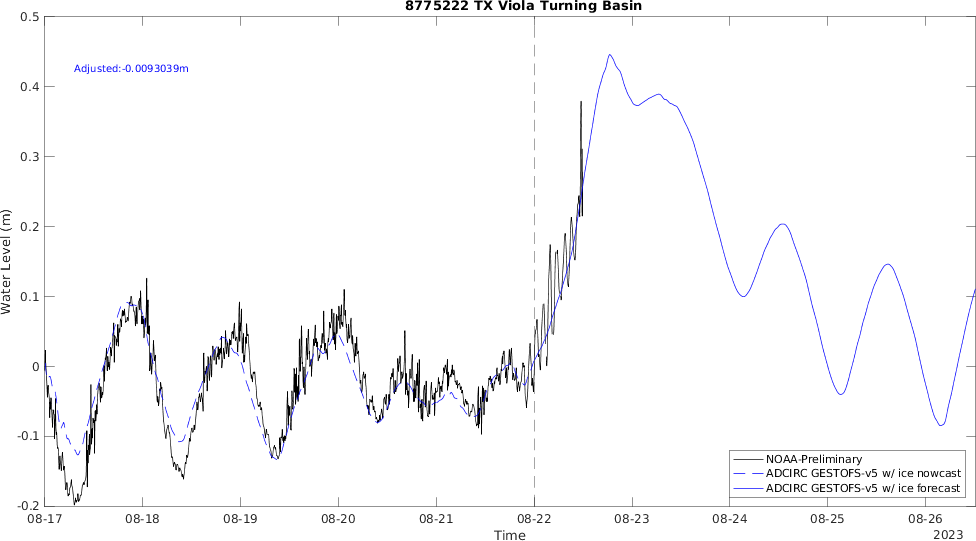 8775222 TX Viola Turning Basin
Adjusted:-0.0093039m
0.5
0.4
0.3
0.2
0.1
0
-0.1
-0.2
Water Level (m)
NOAA-Preliminary
ADCIRC GESTOFS-v5 w/ ice nowcast
ADCIRC GESTOFS-v5 w/ ice forecast
08-17 08-18 08-19 08-20 08-21 08-22 08-23 08-24 08-25 08-26
Time
2023